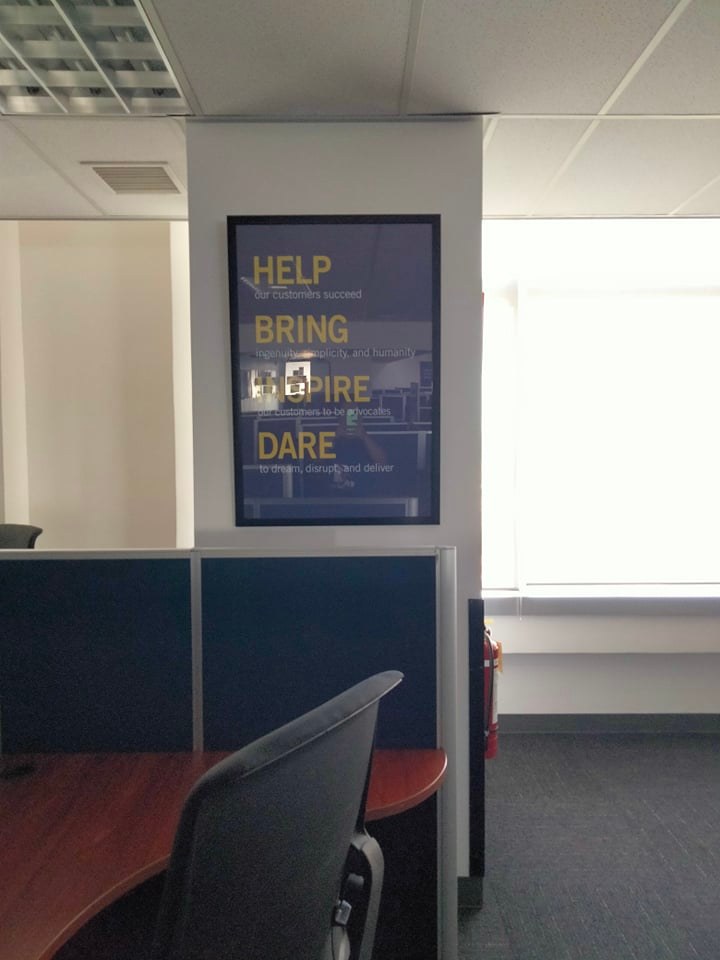 HELP
our customers succeed
BRING
ingenuity, simplicity, and humanity
INSPIRE
our customers to be advocates
DARE
to dream, disrupt, and deliver